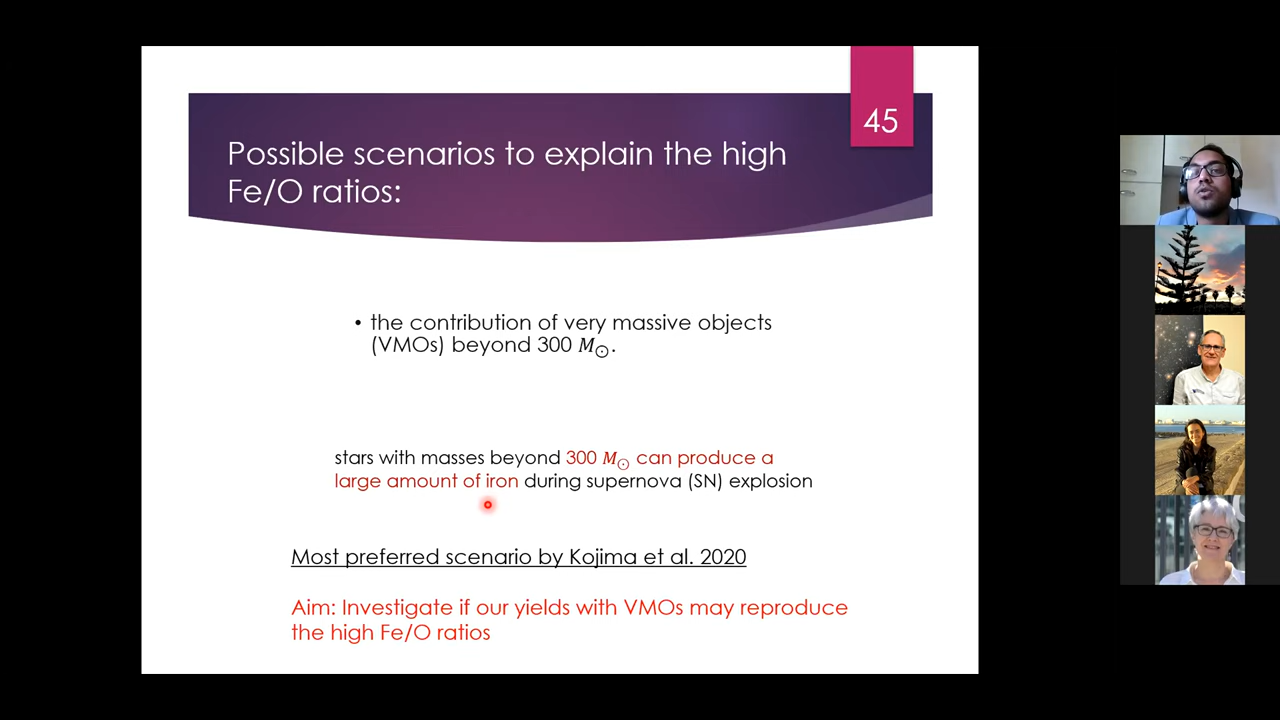 45
Possible scenarios to explain the high
Fe/O ratios:
• the contribution of very massive objects
(VMOs) beyond 300 M☉.
stars with masses beyond 300 M☉ can produce a
large amount of iron during supernova (SN) explosion
Most preferred scenario by Kojima et al. 2020
Aim: Investigate if our yields with VMOs may reproduce
the high Fe/O ratios